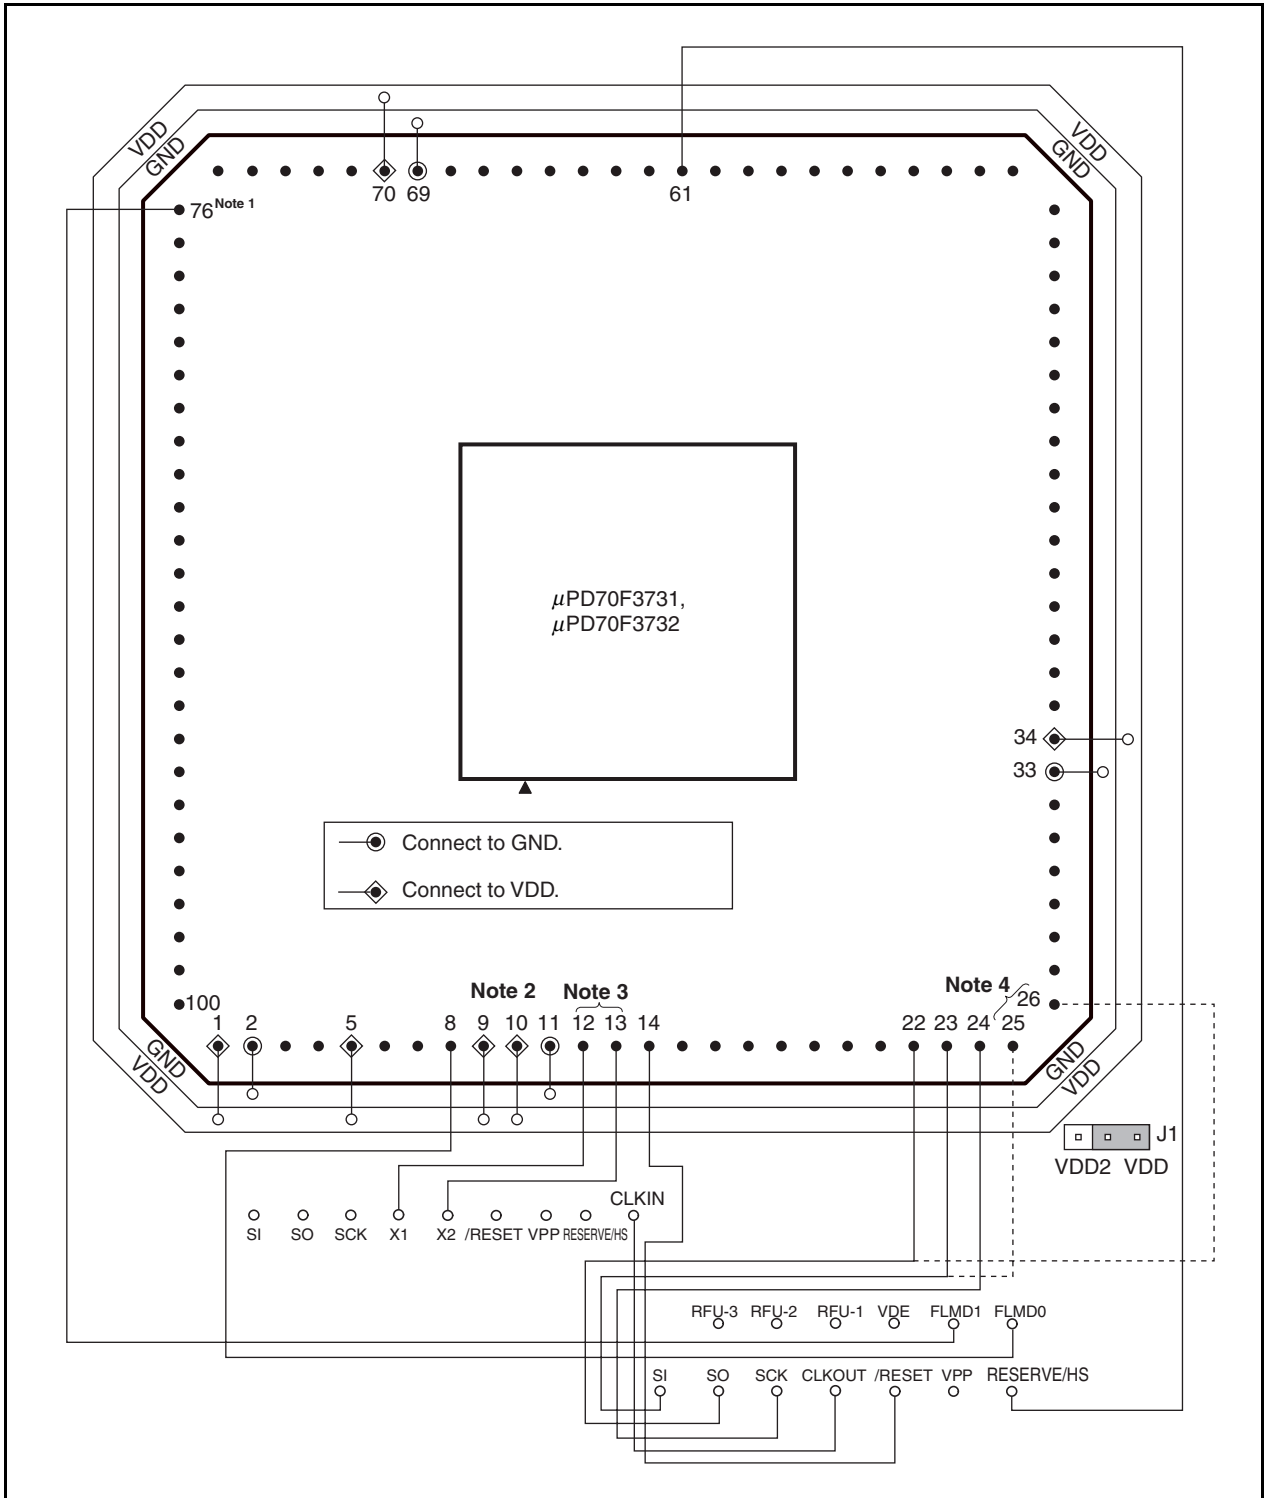 VDD
GND
VDD
GND
70 69
61
76 Note 1
μPD70F3731,
μPD70F3732
34
33
Connect to GND.
Connect to VDD.
Note 2 Note 3
Note 4
100
26
1 2 5 8 9 10 11 12 13 14 22 23 24 25
GND
VDD
GND
VDD
J1
VDD2 VDD
CLKIN
SI SO SCK X1 X2 /RESET VPP RESERVE/HS
RFU-3 RFU-2 RFU-1 VDE FLMD1 FLMD0
SI SO SCK CLKOUT /RESET VPP RESERVE/HS